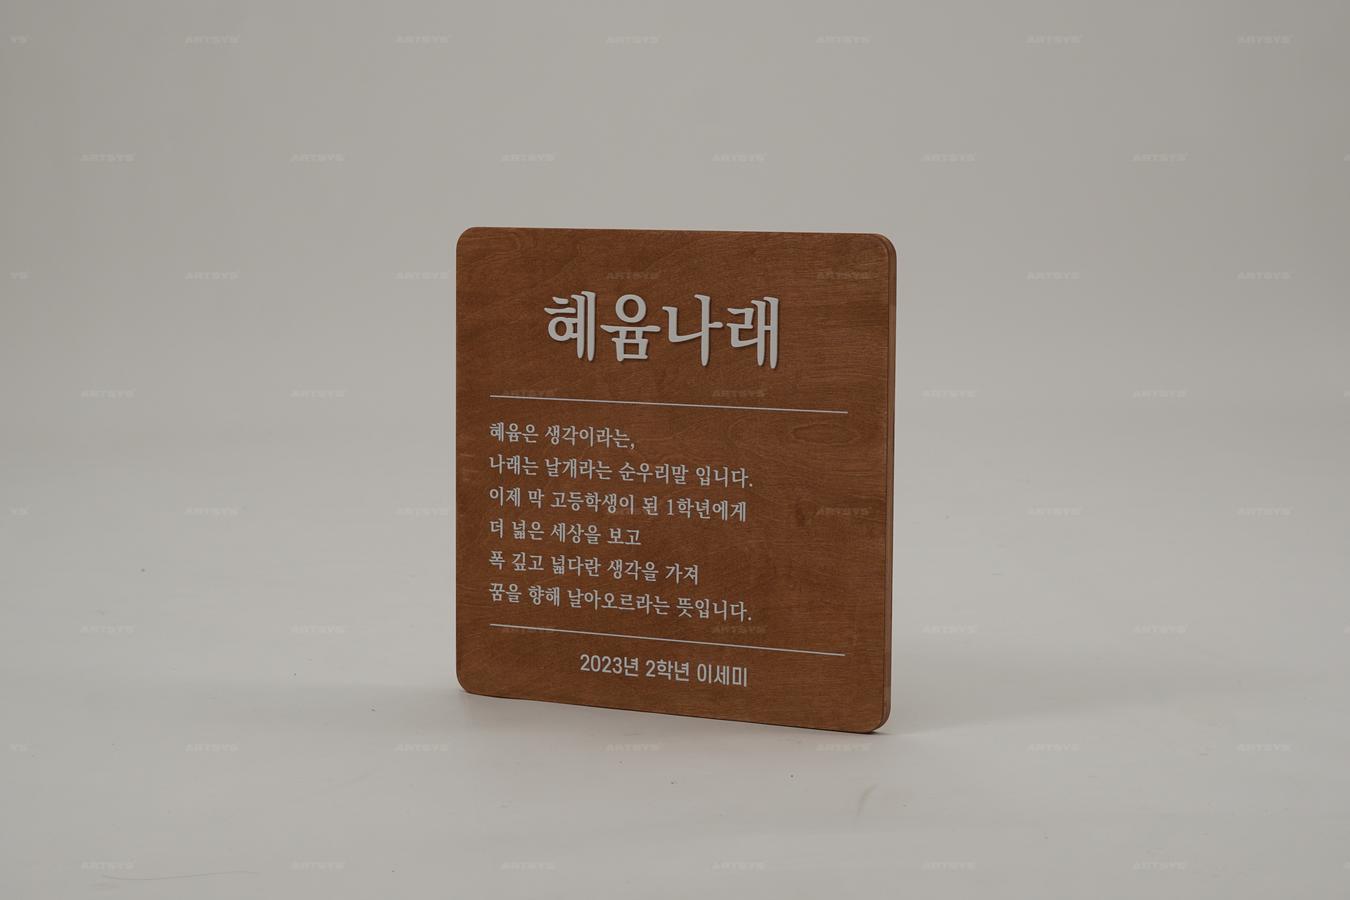 혜윰나래
혜윰은 생각이라는,
나래는 날개라는 순우리말 입니다.
이제 막 고등학생이 된 1학년에게
더 넓은 세상을 보고
폭 깊고 넓다란 생각을 가져
꿈을 향해 날아오르라는 뜻입니다.
2023년 2학년 이세미
ARTSYS